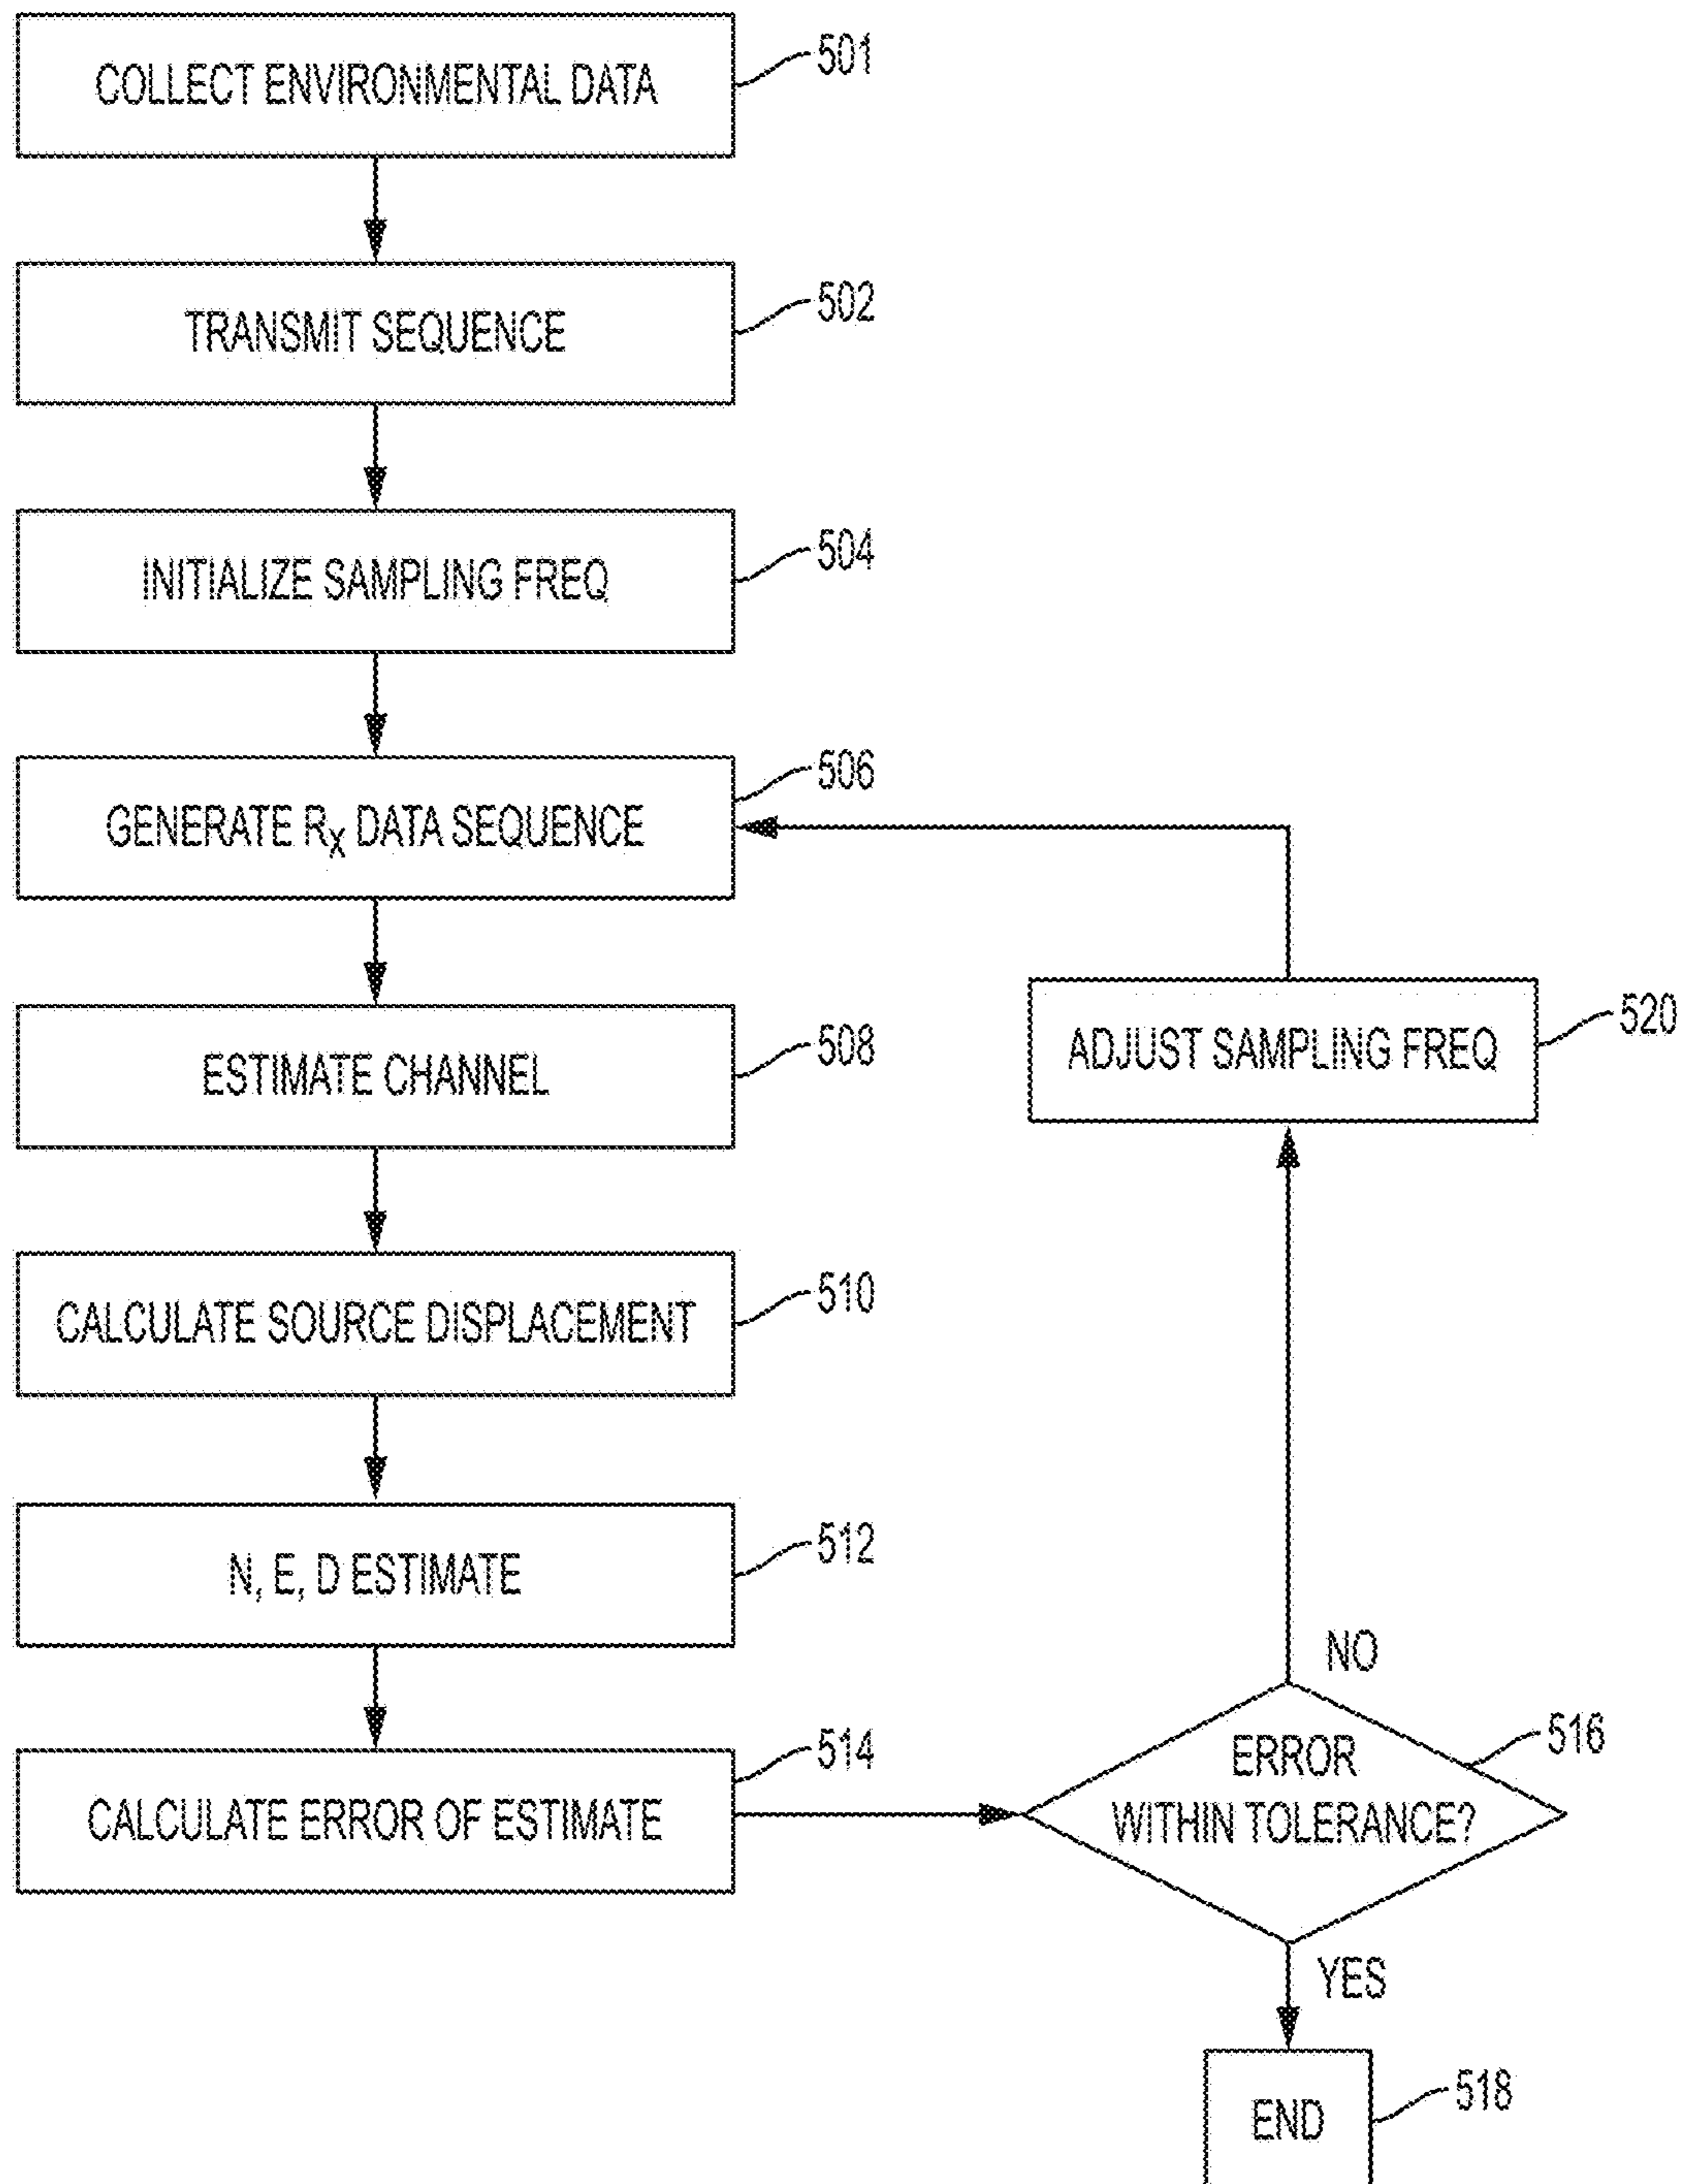 COLLECT ENVIRONMENTAL DATA
501
TRANSMIT SEQUENCE
502
INITIALIZE SAMPLING FREQ
504
GENERATE RX DATA SEQUENCE
506
ESTIMATE CHANNEL
508
ADJUST SAMPLING FREQ
520
CALCULATE SOURCE DISPLACEMENT
510
N, E, D ESTIMATE
512
CALCULATE ERROR OF ESTIMATE
514
NO
ERROR
WITHIN TOLERANCE?
516
YES
END
518